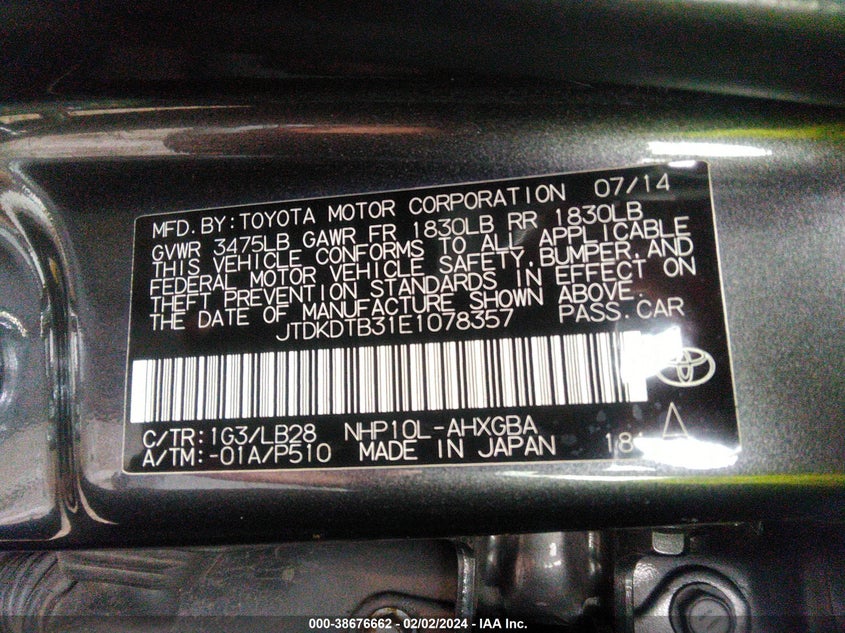 MFD. BY: TOYOTA MOTOR CORPORATION 07/14
GVWR 3475LB GAWR FR 1830LB RR 1830LB
THIS VEHICLE CONFORMS TO ALL APPLICABLE
FEDERAL MOTOR VEHICLE SAFETY, BUMPER, AND
THEFT PREVENTION STANDARDS IN EFFECT ON
THE DATE OF MANUFACTURE SHOWN ABOVE.
JTDKDTB31E1078357 PASS. CAR
C/TR: 1G3/LB28 NHP10L-AHXGBA
A/TM: -01A/P510 MADE IN JAPAN
000-38676662 - 02/02/2024 - IAA Inc.